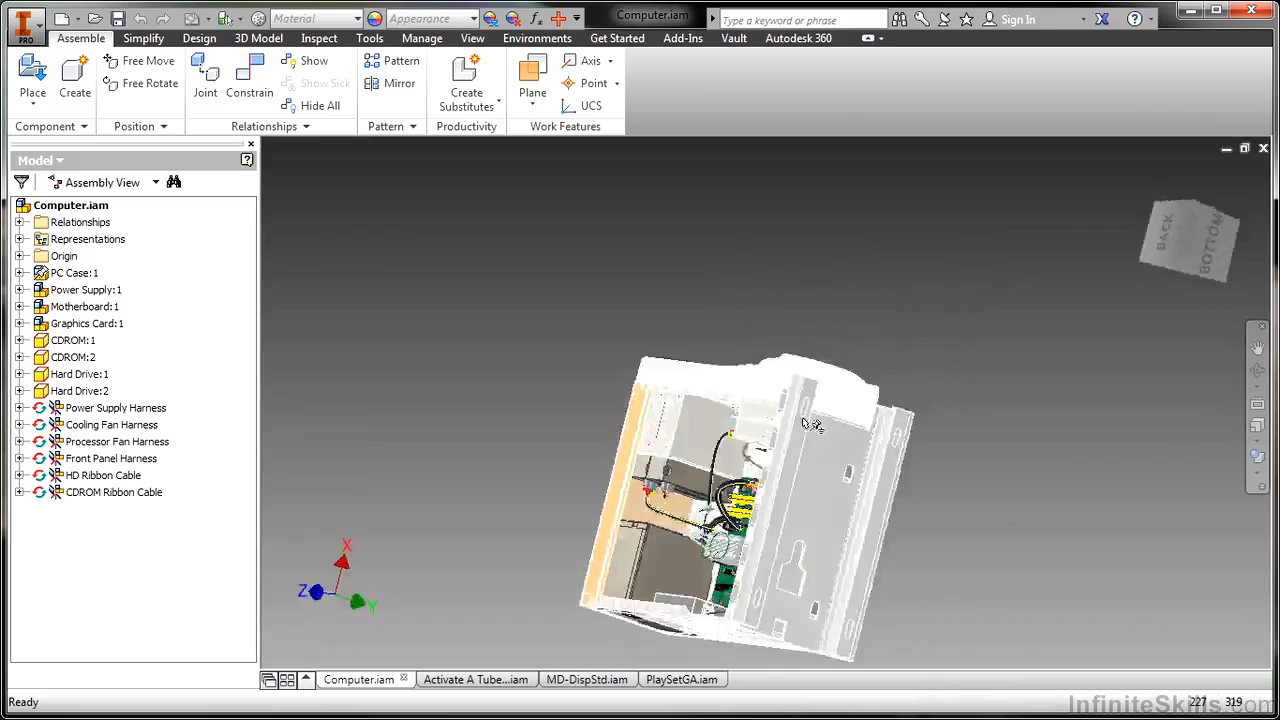 Material
Appearance
Computer.iam
Type a keyword or phrase
Sign In
PRO
Assemble Simplify Design 3D Model Inspect Tools Manage View Environments Get Started Add-Ins Vault Autodesk 360
Place
Create
Free Move
Free Rotate
Joint
Constrain
Show
Show Sick
Hide All
Pattern
Mirror
Create
Substitutes
Plane
Axis
Point
UCS
Component Position Relationships Pattern Productivity Work Features
Model
Assembly View
Computer.iam
Relationships
Representations
Origin
PC Case:1
Power Supply:1
Motherboard:1
Graphics Card:1
CDROM:1
CDROM:2
Hard Drive:1
Hard Drive:2
Power Supply Harness
Cooling Fan Harness
Processor Fan Harness
Front Panel Harness
HD Ribbon Cable
CDROM Ribbon Cable
BACK
BOTTOM
X
Z
Y
Computer.iam Activate A Tube...iam MD-DispStd.iam PlaySetGA.iam
Ready
227 319
InfiniteSkills.com